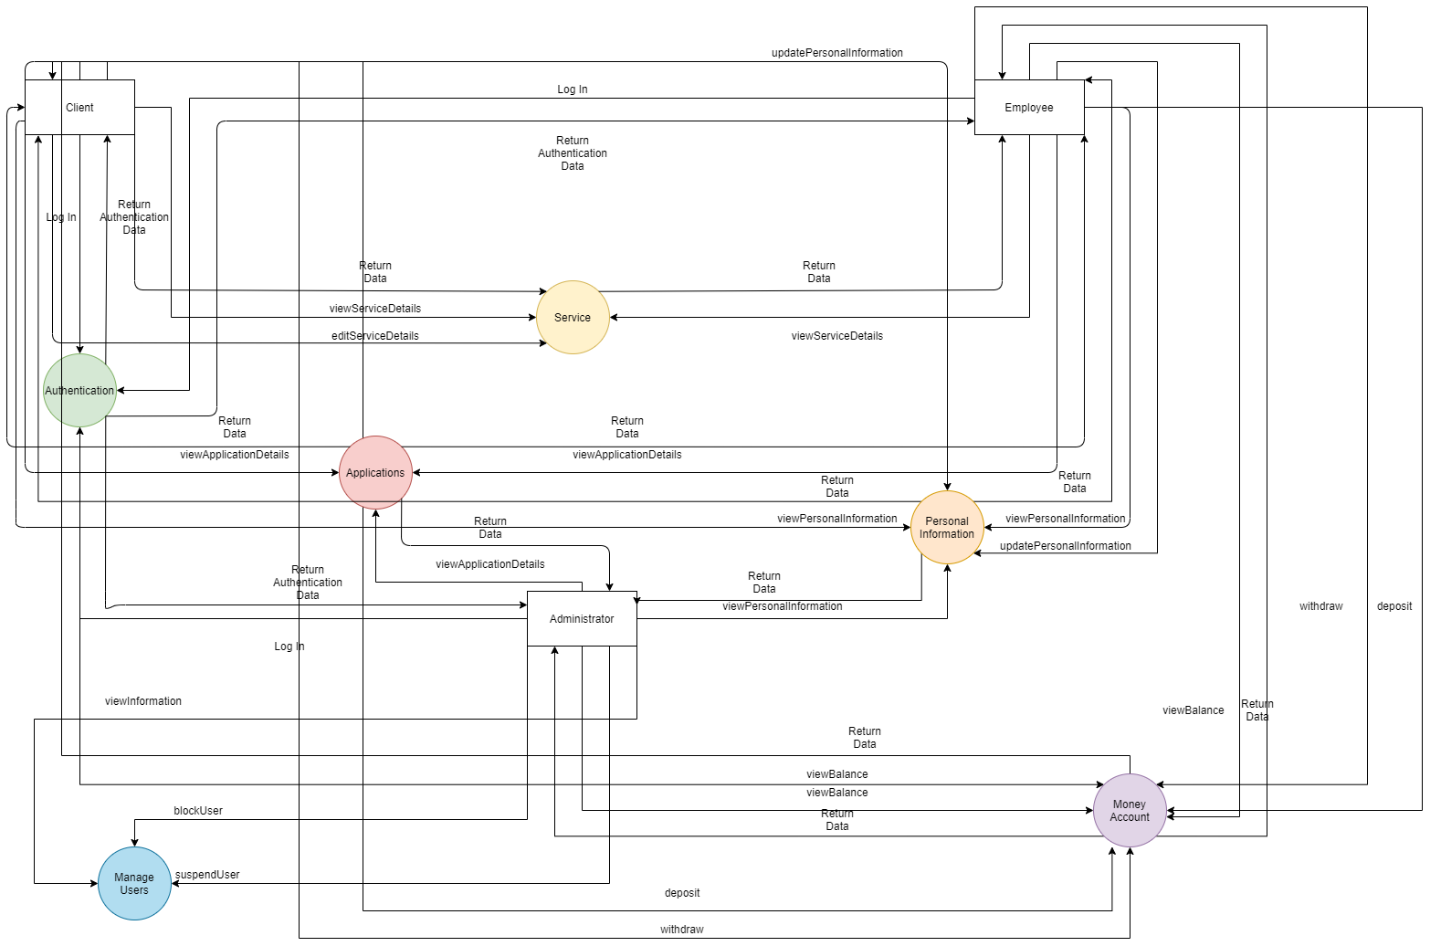 updatePersonalInformation
Client
Log In
Employee
Return
Authentication
Data
Log In
Return
Authentication
Data
Return
Data
Return
Data
viewServiceDetails
Service
editServiceDetails
viewServiceDetails
Authentication
Return
Data
Return
Data
viewApplicationDetails
viewApplicationDetails
Applications
Return
Data
Return
Data
viewPersonalInformation
Personal
Information
viewPersonalInformation
Return
Data
updatePersonalInformation
viewApplicationDetails
Return
Authentication
Data
Return
Data
viewPersonalInformation
withdraw
deposit
Administrator
Log In
viewInformation
viewBalance
Return
Data
Return
Data
viewBalance
viewBalance
blockUser
Return
Data
Money
Account
Manage
Users
suspendUser
deposit
withdraw